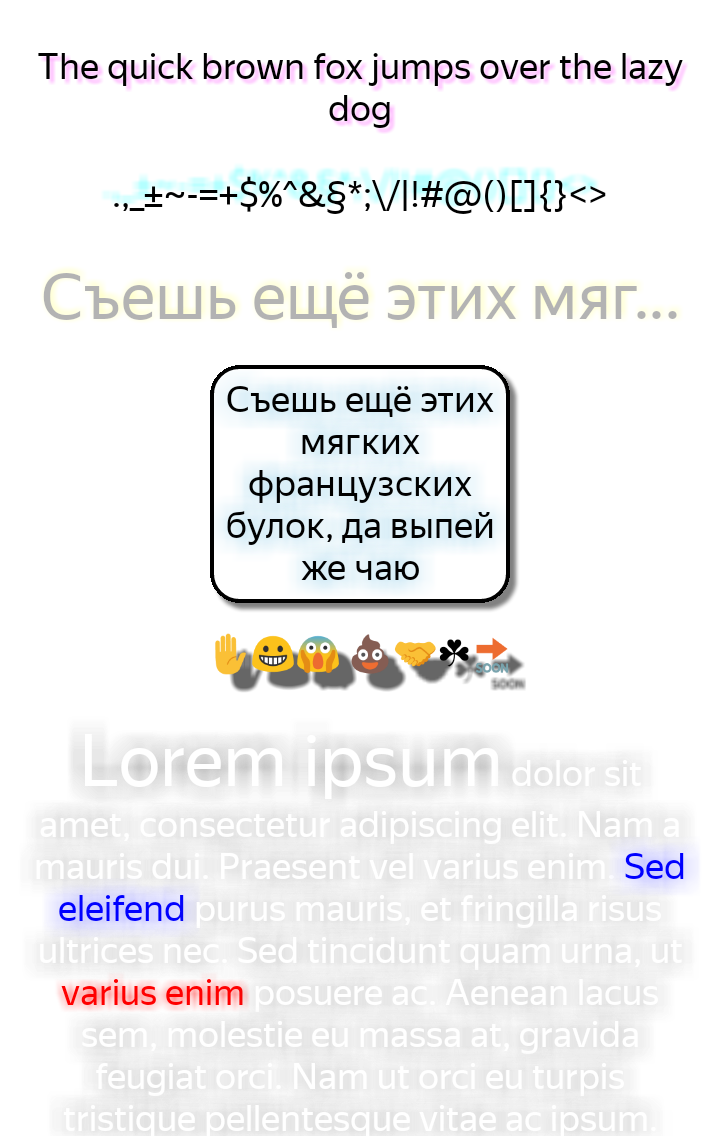 The quick brown fox jumps over the lazy
dog
.,_±~-=+$%^&§*;\/|!#@()[]{}<>
Съешь ещё этих мяг...
Съешь ещё этих
мягких
французских
булок, да выпей
же чаю
✋😀😱💩🤝☘🔜
Lorem ipsum dolor sit
amet, consectetur adipiscing elit. Nam a
mauris dui. Praesent vel varius enim. Sed
eleifend purus mauris, et fringilla risus
ultrices nec. Sed tincidunt quam urna, ut
varius enim posuere ac. Aenean lacus
sem, molestie eu massa at, gravida
feugiat orci. Nam ut orci eu turpis
tristique pellentesque vitae ac ipsum.